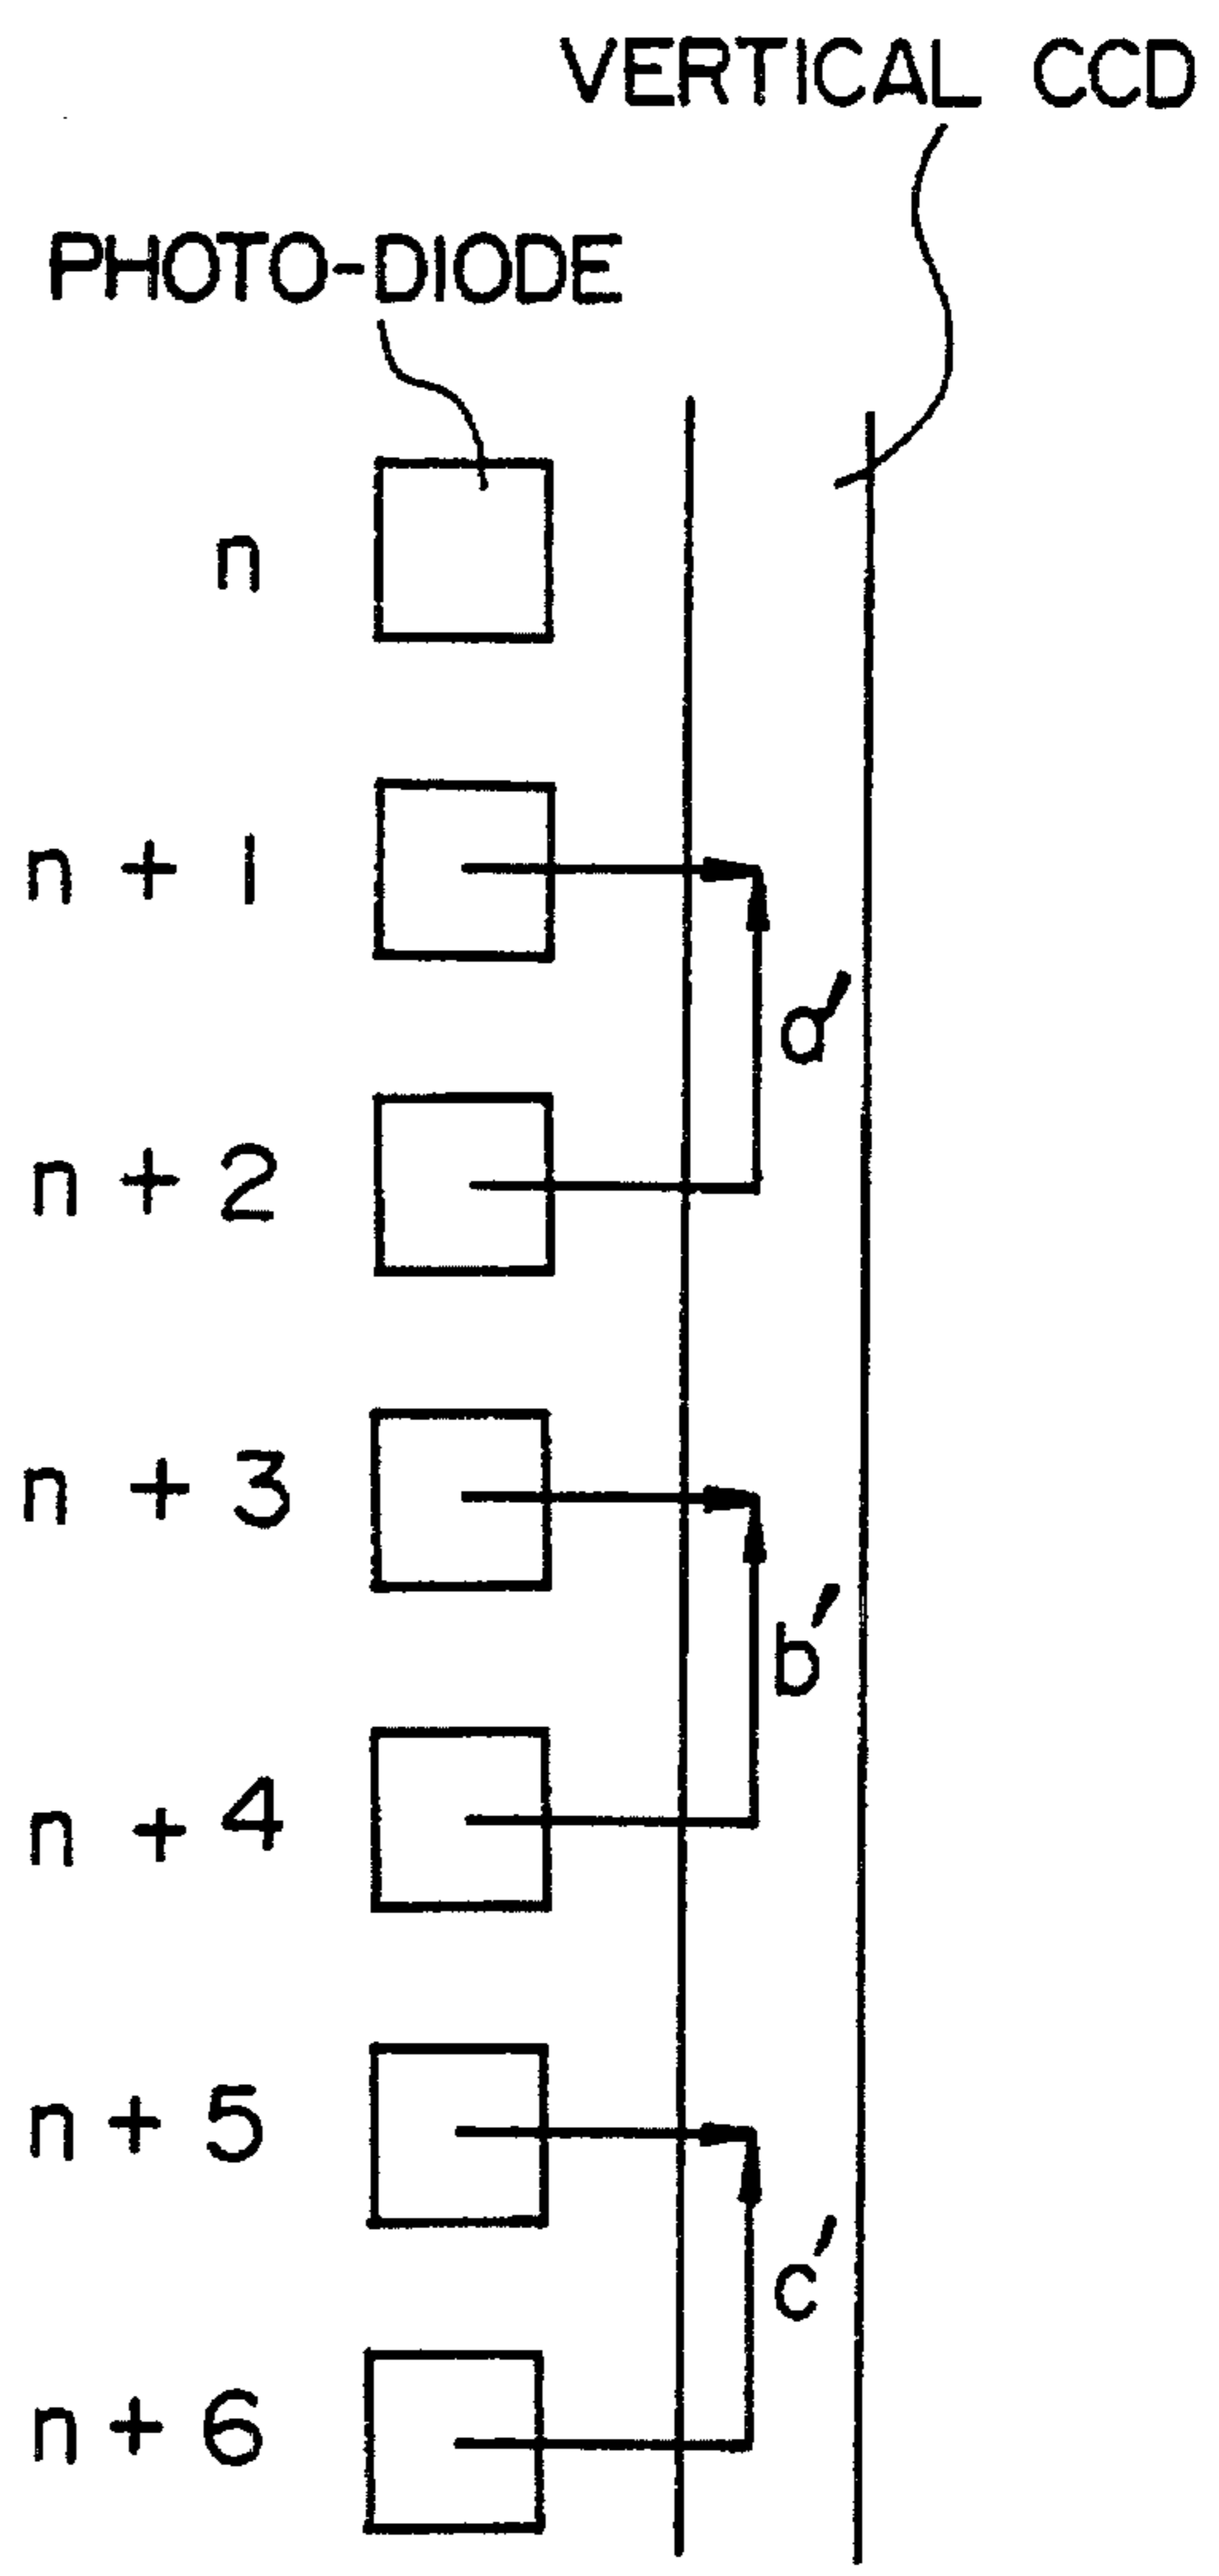 VERTICAL CCD
PHOTO-DIODE
n
n + 1
a'
n + 2
n + 3
b'
n + 4
n + 5
c'
n + 6